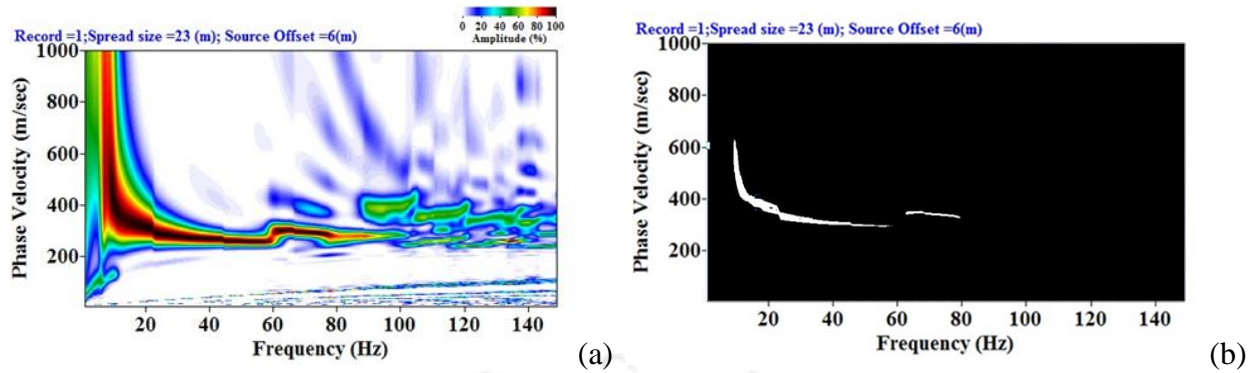 0 20 40 60 80 100
Amplitude (%)
Record =1;Spread size =23 (m); Source Offset =6(m)
1000
800
600
400
200
Phase Velocity (m/sec)
20 40 60 80 100 120 140
Frequency (Hz)
(a)
Record =1;Spread size =23 (m); Source Offset =6(m)
1000
800
600
400
200
Phase Velocity (m/sec)
20 40 60 80 100 120 140
Frequency (Hz)
(b)